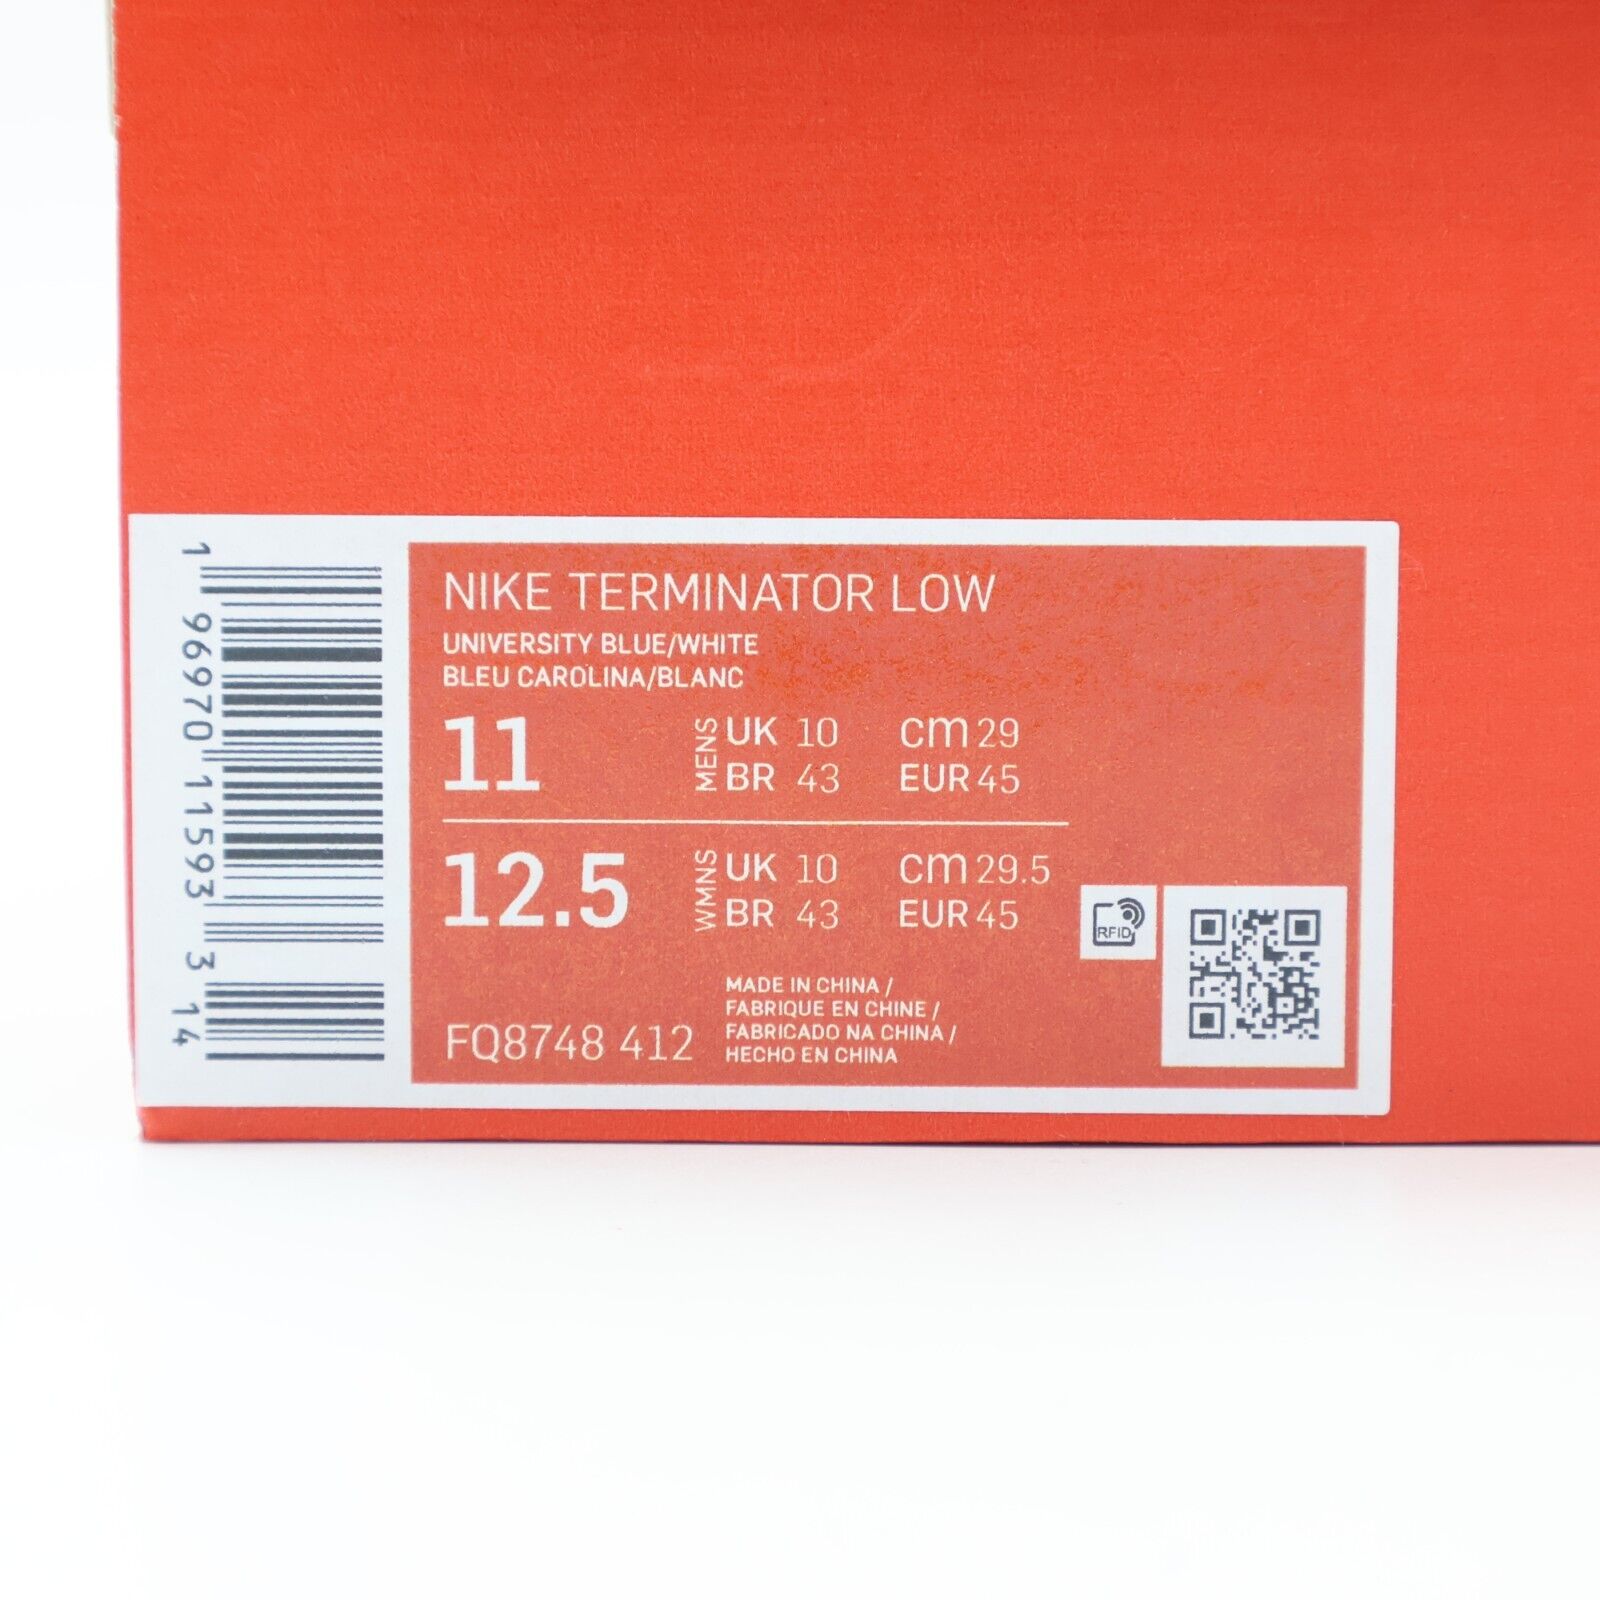 NIKE TERMINATOR LOW
UNIVERSITY BLUE/WHITE
BLEU CAROLINA/BLANC
11 MENS UK 10 CM 29
BR 43 EUR 45
12.5 WMNS UK 10 CM 29.5
BR 43 EUR 45
RFID
FQ8748 412
MADE IN CHINA /
FABRIQUE EN CHINE /
FABRICADO NA CHINA /
HECHO EN CHINA
1 96970 11593 3 14